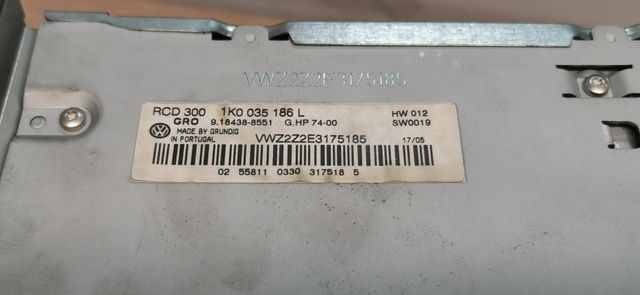 VWZ2Z2E3175185
RCD 300 1K0 035 186 L HW 012
GRO 9.18438-8551 G.HP 74-00 SW0019
MADE BY GRUNDIG
IN PORTUGAL VWZ2Z2E3175185 17/05
02 55811 0330 317518 5